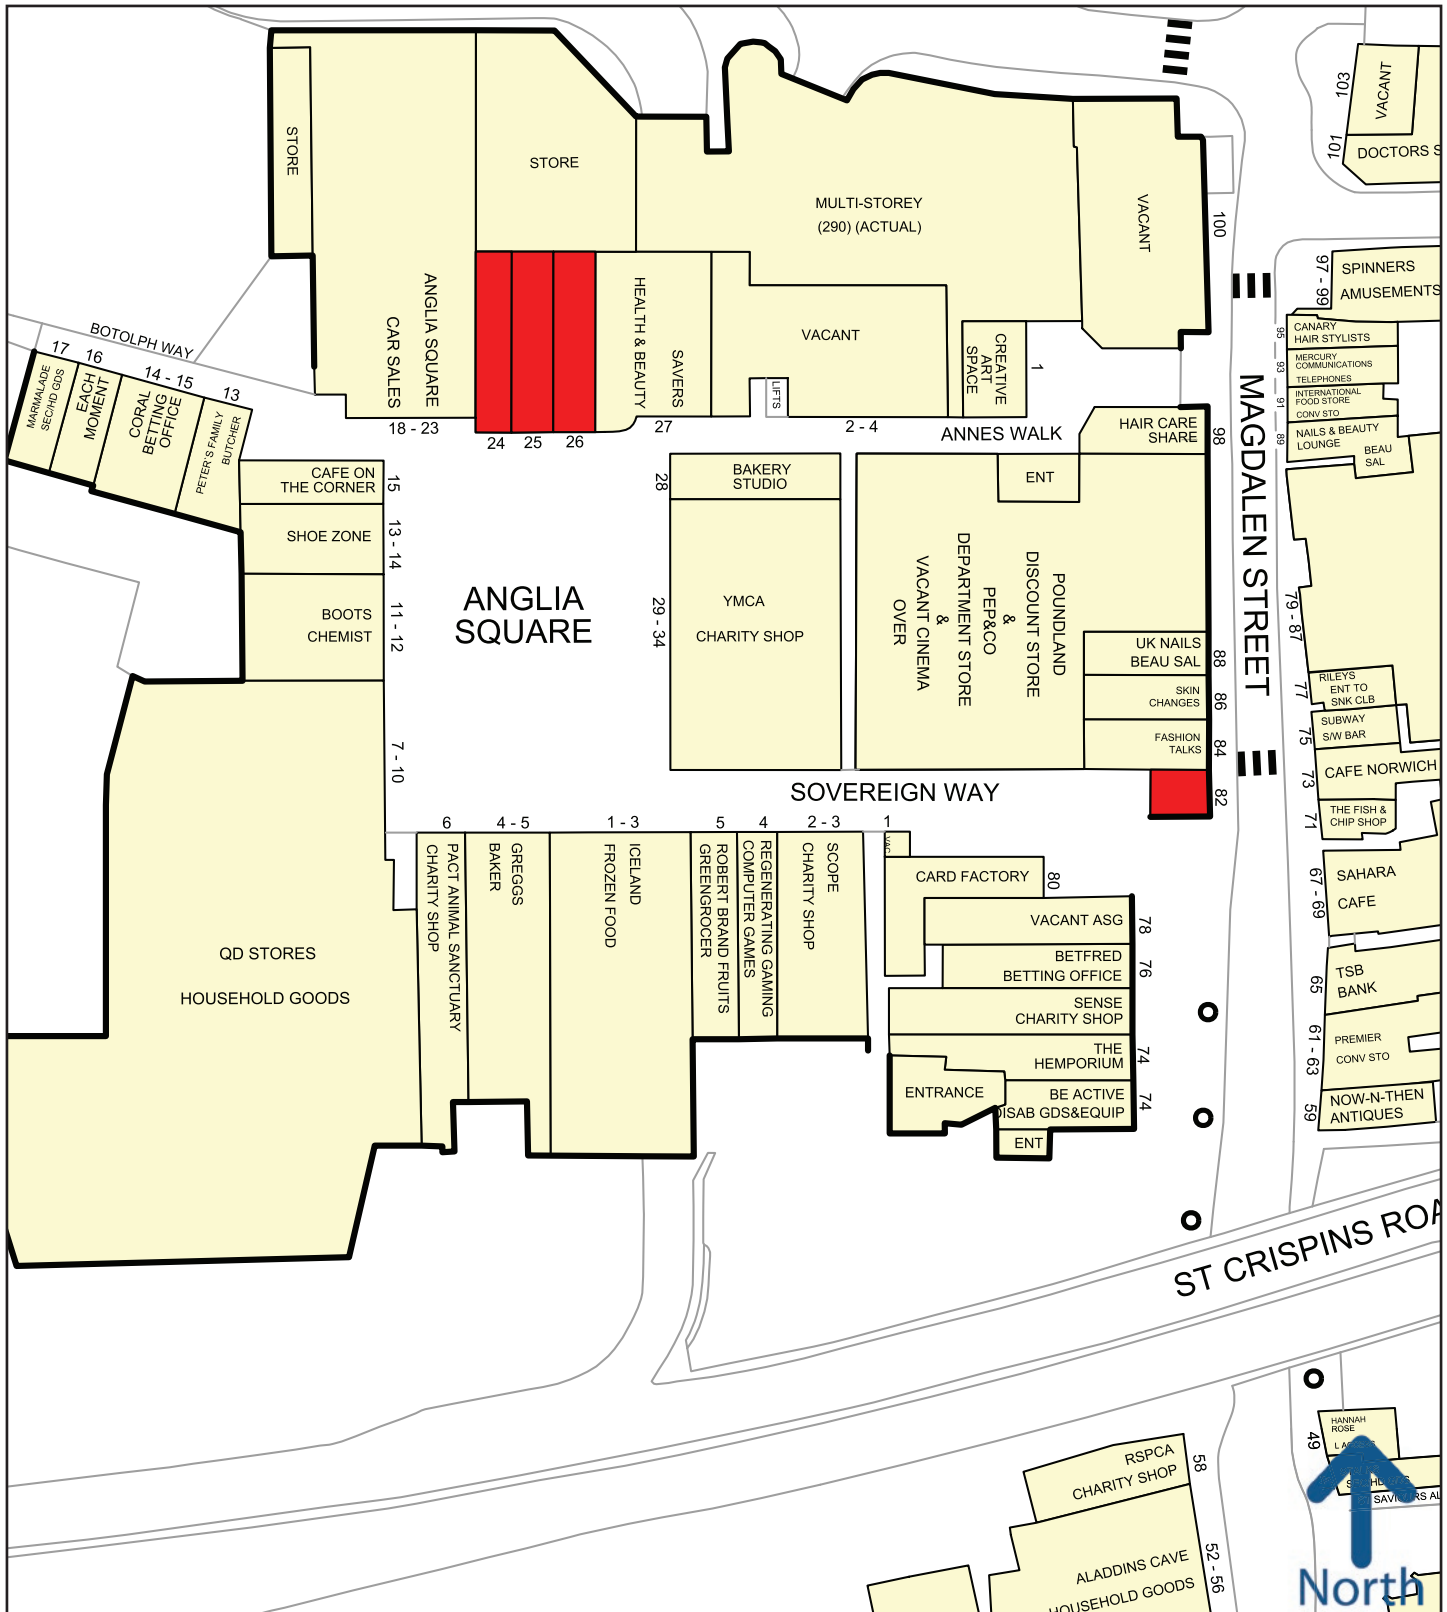 STORE
STORE
MULTI-STOREY
(290) (ACTUAL)
VACANT
100
103
VACANT
101
DOCTORS S
97 - 99
SPINNERS
AMUSEMENTS
95
CANARY
HAIR STYLISTS
93
MERCURY
COMMUNICATIONS
TELEPHONES
91
INTERNATIONAL
FOOD STORE
CONV STO
89
NAILS & BEAUTY
LOUNGE
BEAU
SAL
ANGLIA SQUARE
CAR SALES
18 - 23
24
25
26
HEALTH & BEAUTY
SAVERS
27
VACANT
LIFTS
2 - 4
CREATIVE
ART
SPACE
1
ANNES WALK
HAIR CARE
SHARE
98
MAGDALEN STREET
BOTOLPH WAY
17
MARMALADE
SEC/HD GDS
16
EACH
MOMENT
14 - 15
CORAL
BETTING
OFFICE
13
PETER'S FAMILY
BUTCHER
CAFE ON
THE CORNER
15
SHOE ZONE
13 - 14
BOOTS
CHEMIST
11 - 12
7 - 10
ANGLIA
SQUARE
28
BAKERY
STUDIO
29 - 34
YMCA
CHARITY SHOP
ENT
POUNDLAND
DISCOUNT STORE
&
PEP&CO
DEPARTMENT STORE
&
VACANT CINEMA
OVER
UK NAILS
BEAU SAL
88
SKIN
CHANGES
86
FASHION
TALKS
84
82
79 - 87
77
RILEYS
ENT TO
SNK CLB
75
SUBWAY
S/W BAR
73
CAFE NORWICH
71
THE FISH &
CHIP SHOP
67 - 69
SAHARA
CAFE
65
TSB
BANK
61 - 63
PREMIER
CONV STO
59
NOW-N-THEN
ANTIQUES
SOVEREIGN WAY
QD STORES
HOUSEHOLD GOODS
6
PACT ANIMAL SANCTUARY
CHARITY SHOP
4 - 5
GREGGS
BAKER
1 - 3
ICELAND
FROZEN FOOD
5
ROBERT BRAND FRUITS
GREENGROCER
4
REGENERATING GAMING
COMPUTER GAMES
2 - 3
SCOPE
CHARITY SHOP
1
VAC
CARD FACTORY
80
VACANT ASG
78
BETFRED
BETTING OFFICE
76
SENSE
CHARITY SHOP
THE
HEMPORIUM
74
ENTRANCE
BE ACTIVE
DISAB GDS&EQUIP
74
ENT
ST CRISPINS ROA
49
HANNAH
ROSE
RSPCA
CHARITY SHOP
58
ALADDINS CAVE
HOUSEHOLD GOODS
52 - 56
North